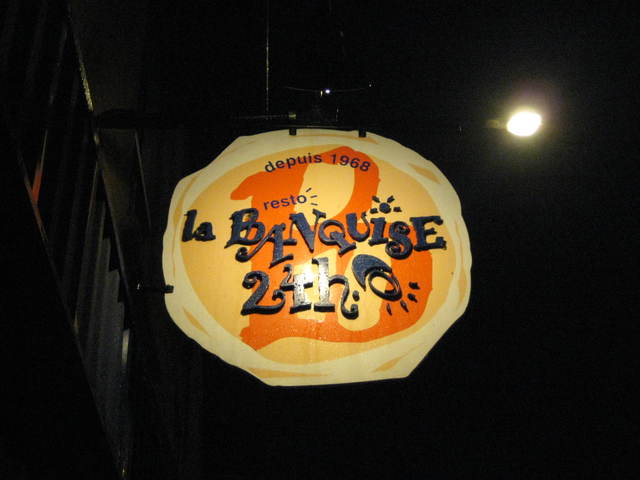 depuis 1968
resto
la BANQUISE
24h
B